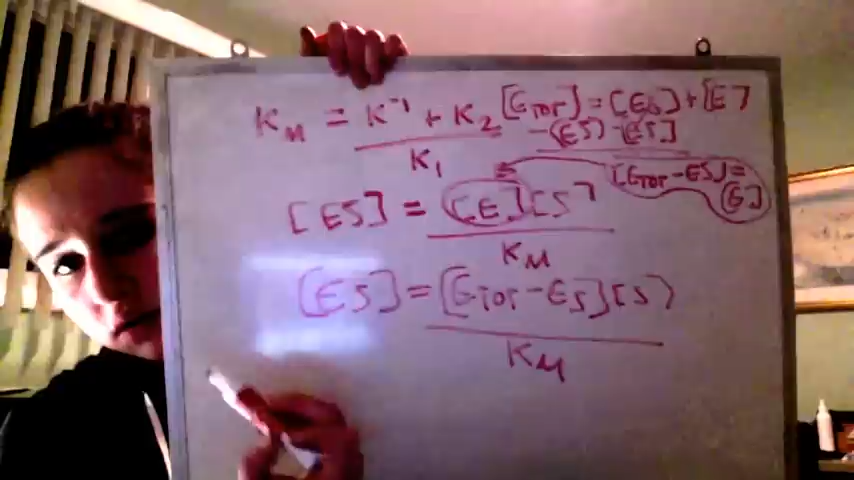 K_M = K^-1 + K_2 [E_TOT] = [ES] + [E]
K_1 -[ES] -[ES]
[E_TOT - ES] = [E]
[ES] = [E][S]
K_M
[ES] = [E_TOT - ES][S]
K_M